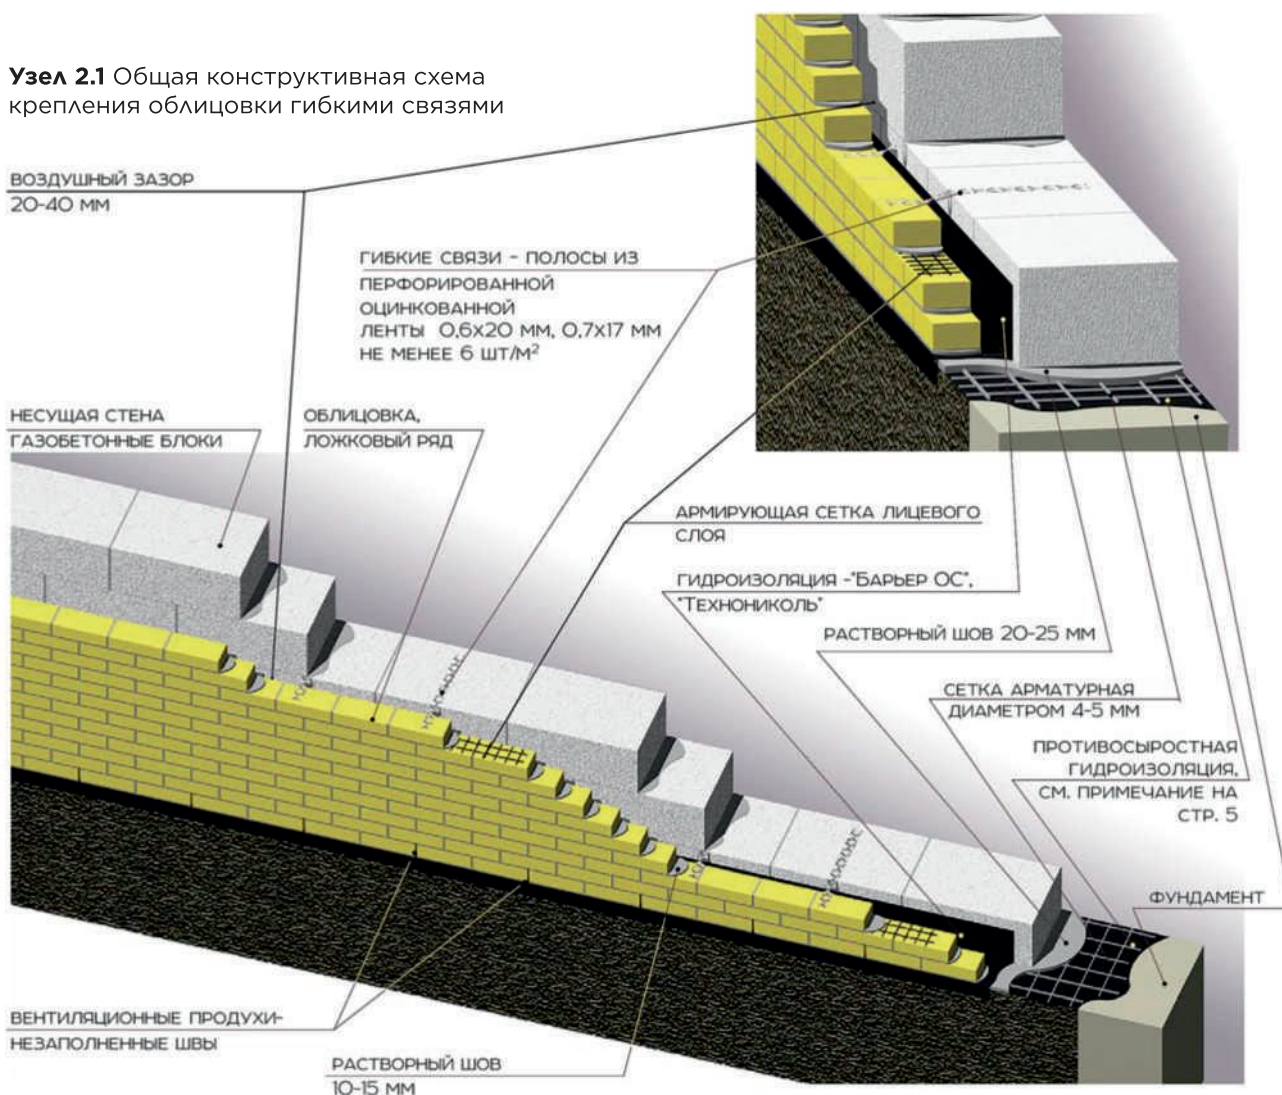 Узел 2.1 Общая конструктивная схема
крепления облицовки гибкими связями
ВОЗДУШНЫЙ ЗАЗОР
20-40 ММ
ГИБКИЕ СВЯЗИ - ПОЛОСЫ ИЗ
ПЕРФОРИРОВАННОЙ
ОЦИНКОВАННОЙ
ЛЕНТЫ 0,6Х20 ММ, 0,7Х17 ММ
НЕ МЕНЕЕ 6 ШТ/М²
НЕСУЩАЯ СТЕНА
ГАЗОБЕТОННЫЕ БЛОКИ
ОБЛИЦОВКА,
ЛОЖКОВЫЙ РЯД
АРМИРУЮЩАЯ СЕТКА ЛИЦЕВОГО
СЛОЯ
ГИДРОИЗОЛЯЦИЯ -"БАРЬЕР ОС",
"ТЕХНОНИКОЛЬ"
РАСТВОРНЫЙ ШОВ 20-25 ММ
СЕТКА АРМАТУРНАЯ
ДИАМЕТРОМ 4-5 ММ
ПРОТИВОСЫРОСТНАЯ
ГИДРОИЗОЛЯЦИЯ,
СМ. ПРИМЕЧАНИЕ НА
СТР. 5
ФУНДАМЕНТ
ВЕНТИЛЯЦИОННЫЕ ПРОДУХИ-
НЕЗАПОЛНЕННЫЕ ШВЫ
РАСТВОРНЫЙ ШОВ
10-15 ММ